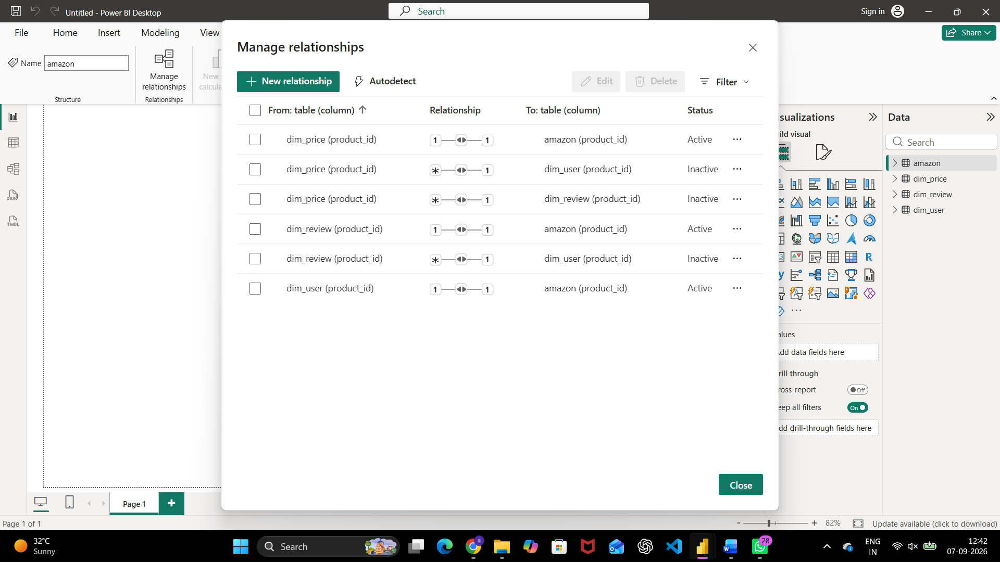 Untitled - Power BI Desktop
Search
Sign in
File
Home
Insert
Modeling
View
Share
Name
amazon
Manage
relationships
New
calcula
Structure
Relationships
Manage relationships
New relationship
Autodetect
Edit
Delete
Filter
From: table (column)
Relationship
To: table (column)
Status
dim_price (product_id) 1 1 amazon (product_id) Active
dim_price (product_id) * 1 dim_user (product_id) Inactive
dim_price (product_id) * 1 dim_review (product_id) Inactive
dim_review (product_id) 1 1 amazon (product_id) Active
dim_review (product_id) * 1 dim_user (product_id) Inactive
dim_user (product_id) 1 1 amazon (product_id) Active
Close
isualizations
ild visual
R
y
alues
dd data fields here
rill through
ross-report
Off
eep all filters
On
dd drill-through fields here
Data
Search
amazon
dim_price
dim_review
dim_user
DAX
TMDL
Page 1
Page 1 of 1
- + 82%
Update available (click to download)
32°C
Sunny
Search
S
W
28
ENG
IN
12:42
07-09-2026